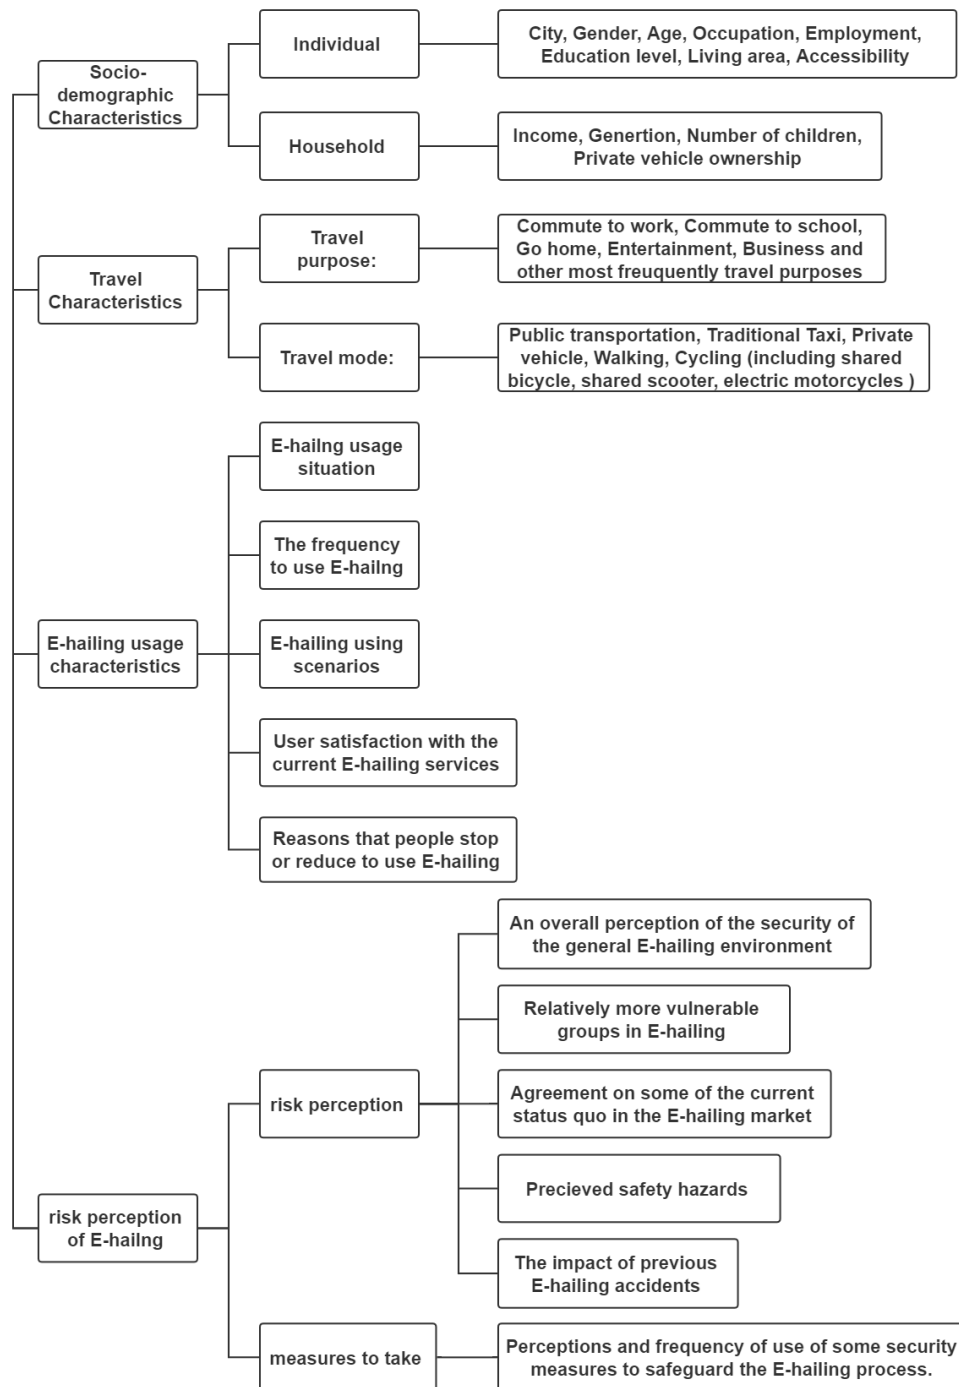 Socio-
demographic
Characteristics
Individual
City, Gender, Age, Occupation, Employment,
Education level, Living area, Accessibility
Household
Income, Genertion, Number of children,
Private vehicle ownership
Travel
Characteristics
Travel
purpose:
Commute to work, Commute to school,
Go home, Entertainment, Business and
other most freuquently travel purposes
Travel mode:
Public transportation, Traditional Taxi, Private
vehicle, Walking, Cycling (including shared
bicycle, shared scooter, electric motorcycles )
E-hailing usage
characteristics
E-hailng usage
situation
The frequency
to use E-hailng
E-hailing using
scenarios
User satisfaction with the
current E-hailing services
Reasons that people stop
or reduce to use E-hailing
risk perception
of E-hailng
risk perception
An overall perception of the security of
the general E-hailing environment
Relatively more vulnerable
groups in E-hailing
Agreement on some of the current
status quo in the E-hailing market
Precieved safety hazards
The impact of previous
E-hailing accidents
measures to take
Perceptions and frequency of use of some security
measures to safeguard the E-hailing process.